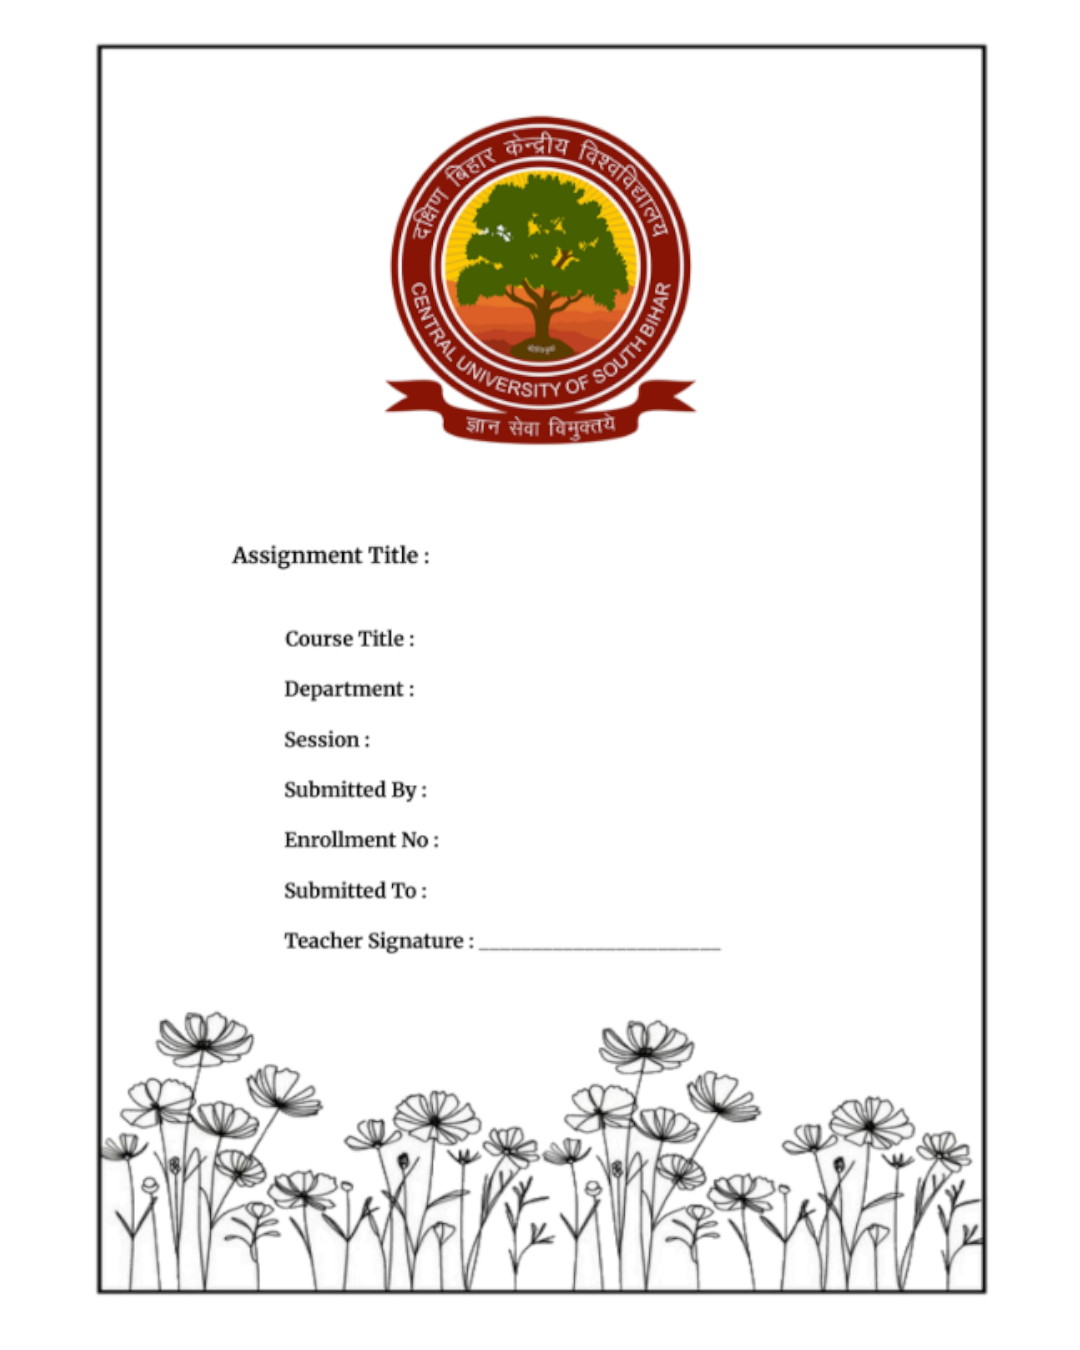 दक्षिण बिहार केन्द्रीय विश्वविद्यालय
CENTRAL UNIVERSITY OF SOUTH BIHAR
ज्ञान सेवा विमुक्तये
Assignment Title :
Course Title :
Department :
Session :
Submitted By :
Enrollment No :
Submitted To :
Teacher Signature : _______________________